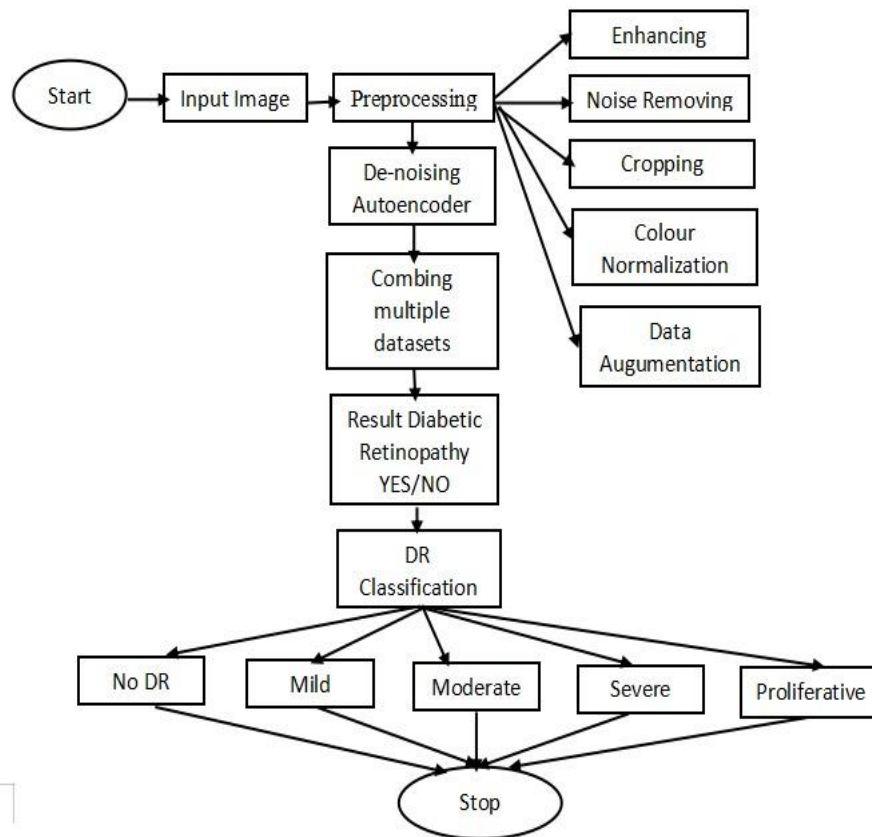 Start
Input Image
Preprocessing
Enhancing
Noise Removing
Cropping
Colour
Normalization
Data
Augumentation
De-noising
Autoencoder
Combing
multiple
datasets
Result Diabetic
Retinopathy
YES/NO
DR
Classification
No DR
Mild
Moderate
Severe
Proliferative
Stop